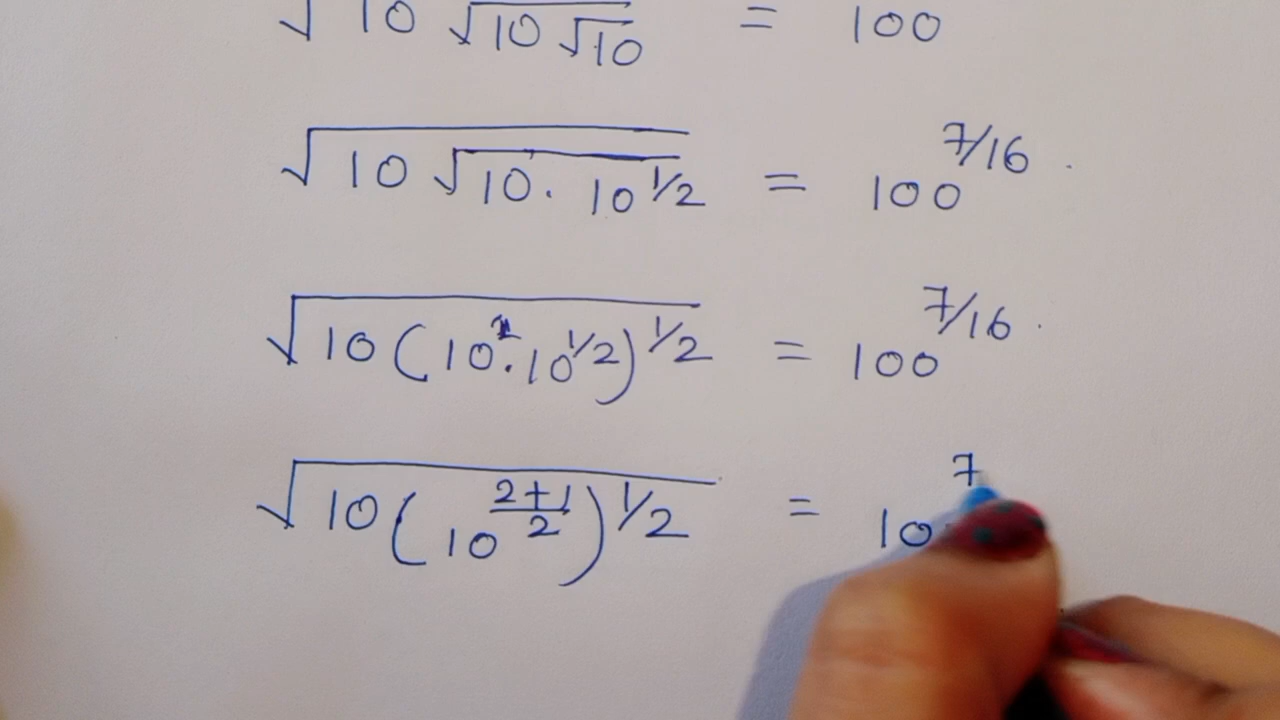 √10 √10 √10 = 100
√10 √10 · 10^1/2 = 100^7/16 .
√10 (10^1 · 10^1/2)^1/2 = 100^7/16 .
√10 (10^(2+1)/2)^1/2 = 10 7